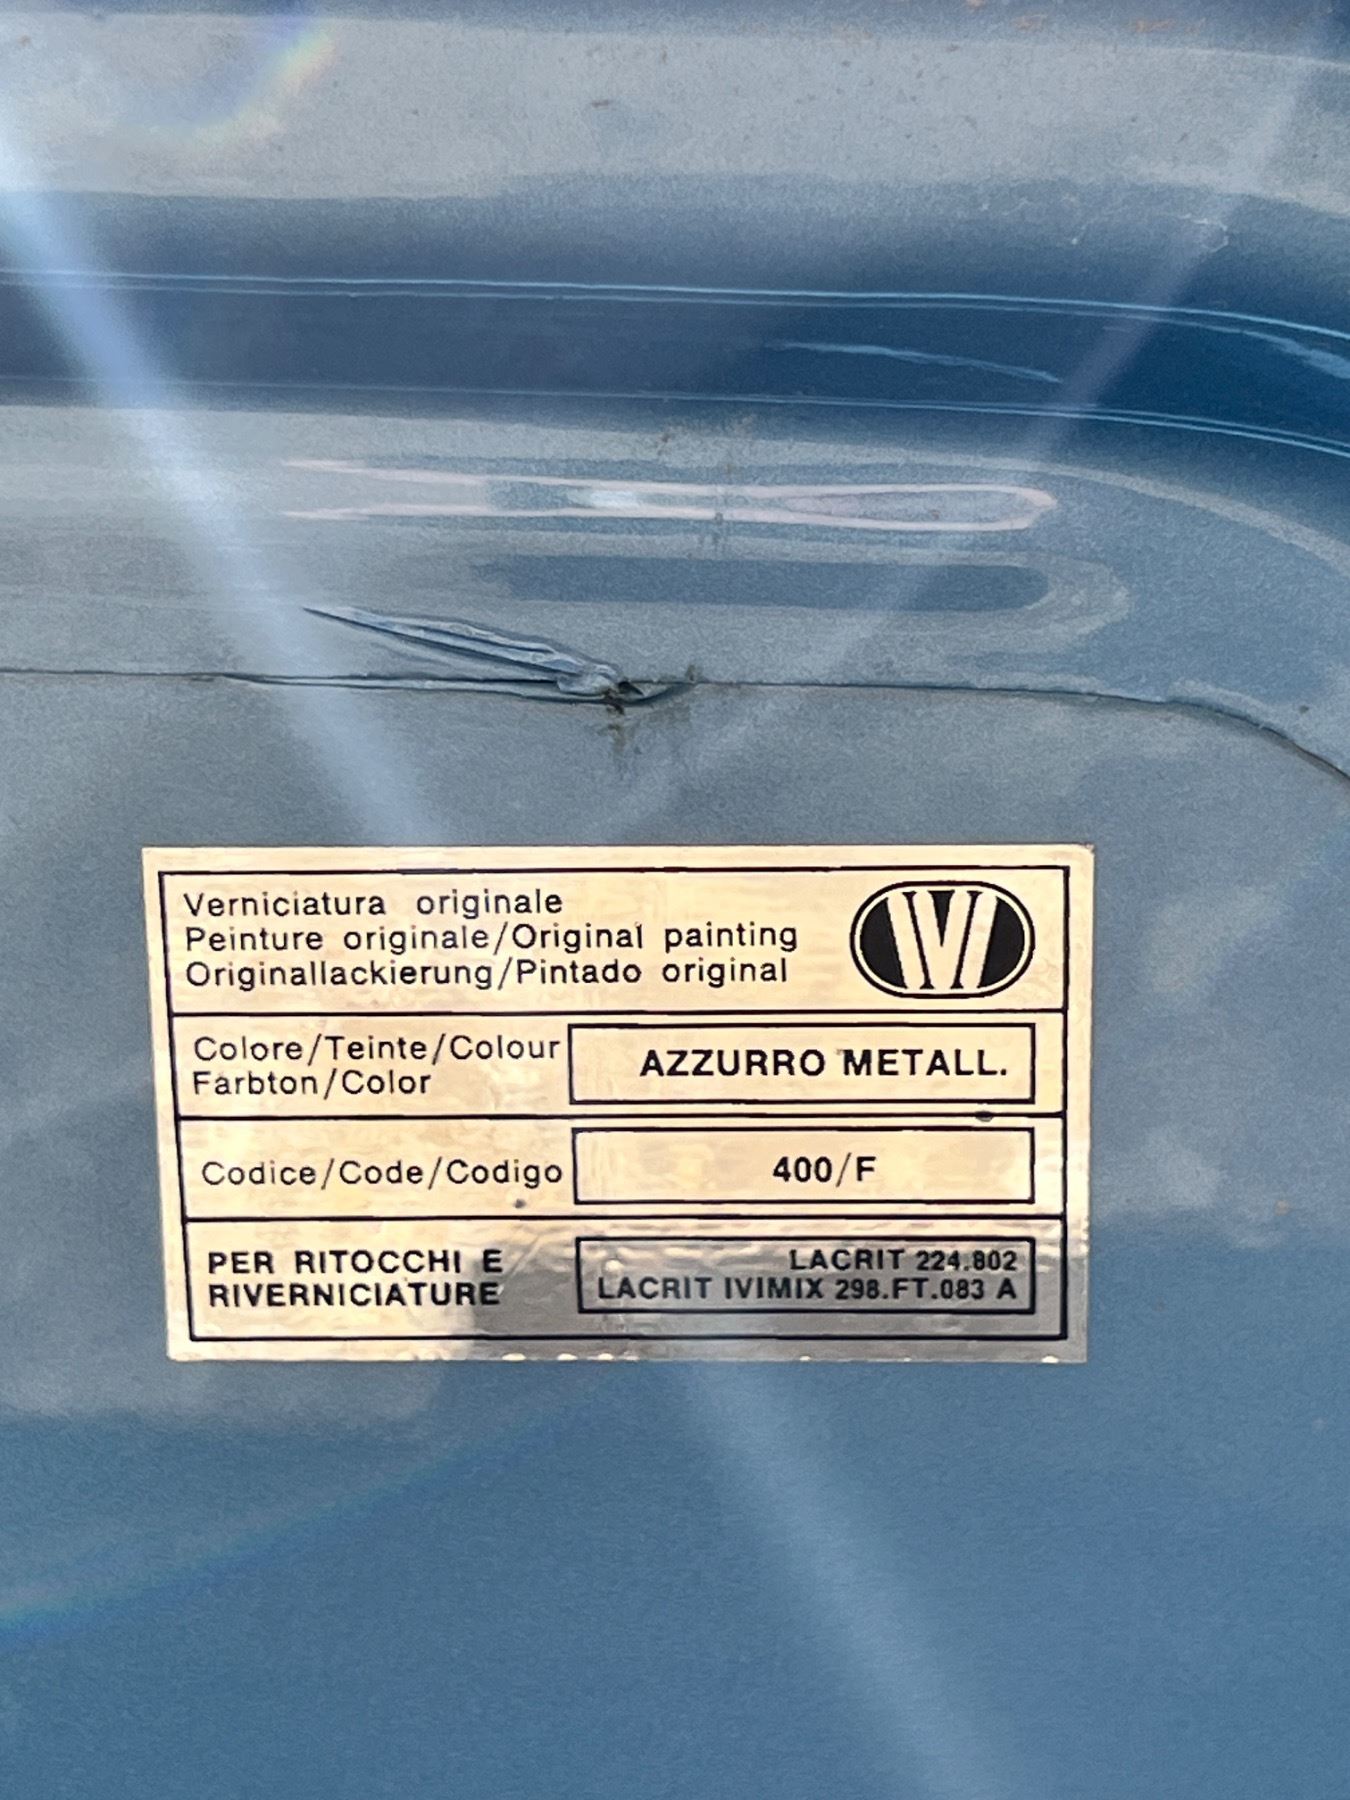 Verniciatura originale
Peinture originale/Original painting
Originallackierung/Pintado original
IVI
Colore/Teinte/Colour
Farbton/Color
AZZURRO METALL.
Codice/Code/Codigo
400/F
PER RITOCCHI E
RIVERNICIATURE
LACRIT 224.802
LACRIT IVIMIX 298.FT.083 A